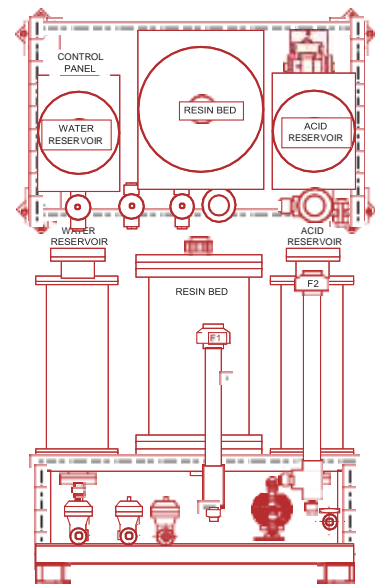 CONTROL
PANEL
RESIN BED
WATER
RESERVOIR
ACID
RESERVOIR
WATER
RESERVOIR
ACID
RESERVOIR
RESIN BED
F2
F1